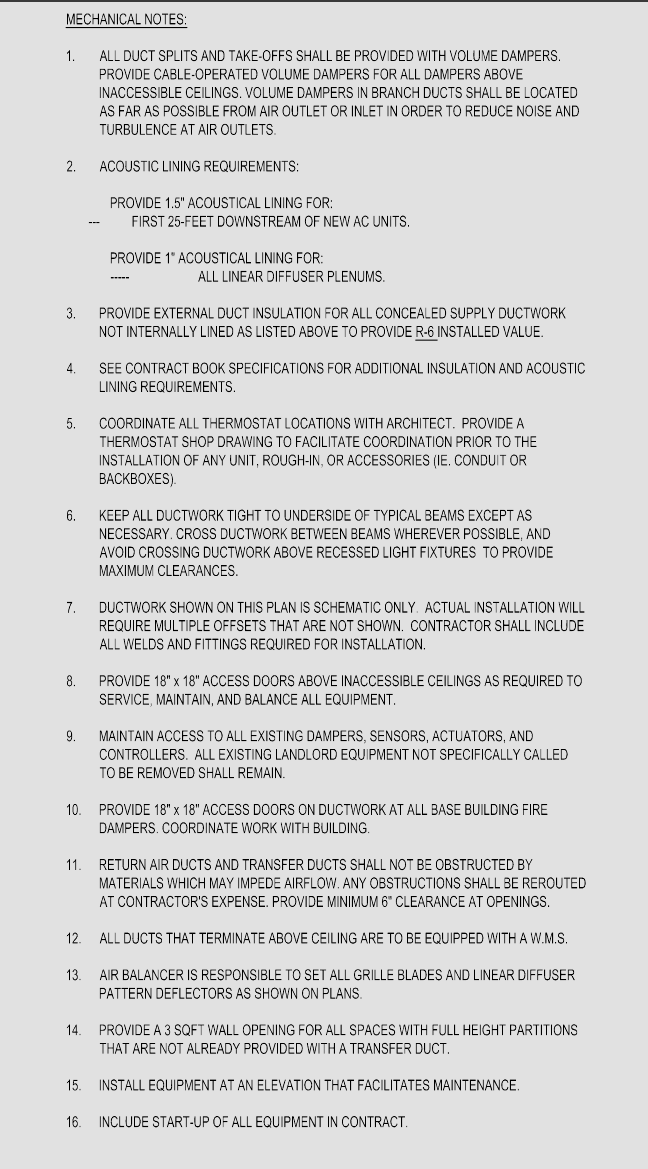 MECHANICAL NOTES:
1. ALL DUCT SPLITS AND TAKE-OFFS SHALL BE PROVIDED WITH VOLUME DAMPERS.
PROVIDE CABLE-OPERATED VOLUME DAMPERS FOR ALL DAMPERS ABOVE
INACCESSIBLE CEILINGS. VOLUME DAMPERS IN BRANCH DUCTS SHALL BE LOCATED
AS FAR AS POSSIBLE FROM AIR OUTLET OR INLET IN ORDER TO REDUCE NOISE AND
TURBULENCE AT AIR OUTLETS.
2. ACOUSTIC LINING REQUIREMENTS:
PROVIDE 1.5" ACOUSTICAL LINING FOR:
--- FIRST 25-FEET DOWNSTREAM OF NEW AC UNITS.
PROVIDE 1" ACOUSTICAL LINING FOR:
----- ALL LINEAR DIFFUSER PLENUMS.
3. PROVIDE EXTERNAL DUCT INSULATION FOR ALL CONCEALED SUPPLY DUCTWORK
NOT INTERNALLY LINED AS LISTED ABOVE TO PROVIDE R-6 INSTALLED VALUE.
4. SEE CONTRACT BOOK SPECIFICATIONS FOR ADDITIONAL INSULATION AND ACOUSTIC
LINING REQUIREMENTS.
5. COORDINATE ALL THERMOSTAT LOCATIONS WITH ARCHITECT. PROVIDE A
THERMOSTAT SHOP DRAWING TO FACILITATE COORDINATION PRIOR TO THE
INSTALLATION OF ANY UNIT, ROUGH-IN, OR ACCESSORIES (IE. CONDUIT OR
BACKBOXES).
6. KEEP ALL DUCTWORK TIGHT TO UNDERSIDE OF TYPICAL BEAMS EXCEPT AS
NECESSARY. CROSS DUCTWORK BETWEEN BEAMS WHEREVER POSSIBLE, AND
AVOID CROSSING DUCTWORK ABOVE RECESSED LIGHT FIXTURES TO PROVIDE
MAXIMUM CLEARANCES.
7. DUCTWORK SHOWN ON THIS PLAN IS SCHEMATIC ONLY. ACTUAL INSTALLATION WILL
REQUIRE MULTIPLE OFFSETS THAT ARE NOT SHOWN. CONTRACTOR SHALL INCLUDE
ALL WELDS AND FITTINGS REQUIRED FOR INSTALLATION.
8. PROVIDE 18" x 18" ACCESS DOORS ABOVE INACCESSIBLE CEILINGS AS REQUIRED TO
SERVICE, MAINTAIN, AND BALANCE ALL EQUIPMENT.
9. MAINTAIN ACCESS TO ALL EXISTING DAMPERS, SENSORS, ACTUATORS, AND
CONTROLLERS. ALL EXISTING LANDLORD EQUIPMENT NOT SPECIFICALLY CALLED
TO BE REMOVED SHALL REMAIN.
10. PROVIDE 18" x 18" ACCESS DOORS ON DUCTWORK AT ALL BASE BUILDING FIRE
DAMPERS. COORDINATE WORK WITH BUILDING.
11. RETURN AIR DUCTS AND TRANSFER DUCTS SHALL NOT BE OBSTRUCTED BY
MATERIALS WHICH MAY IMPEDE AIRFLOW. ANY OBSTRUCTIONS SHALL BE REROUTED
AT CONTRACTOR'S EXPENSE. PROVIDE MINIMUM 6" CLEARANCE AT OPENINGS.
12. ALL DUCTS THAT TERMINATE ABOVE CEILING ARE TO BE EQUIPPED WITH A W.M.S.
13. AIR BALANCER IS RESPONSIBLE TO SET ALL GRILLE BLADES AND LINEAR DIFFUSER
PATTERN DEFLECTORS AS SHOWN ON PLANS.
14. PROVIDE A 3 SQFT WALL OPENING FOR ALL SPACES WITH FULL HEIGHT PARTITIONS
THAT ARE NOT ALREADY PROVIDED WITH A TRANSFER DUCT.
15. INSTALL EQUIPMENT AT AN ELEVATION THAT FACILITATES MAINTENANCE.
16. INCLUDE START-UP OF ALL EQUIPMENT IN CONTRACT.